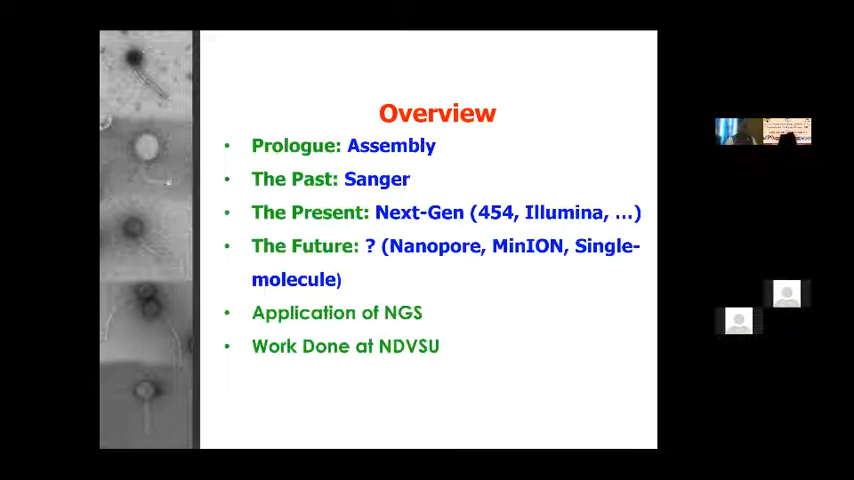 Overview
• Prologue: Assembly
• The Past: Sanger
• The Present: Next-Gen (454, Illumina, ...)
• The Future: ? (Nanopore, MinION, Single-
molecule)
• Application of NGS
• Work Done at NDVSU